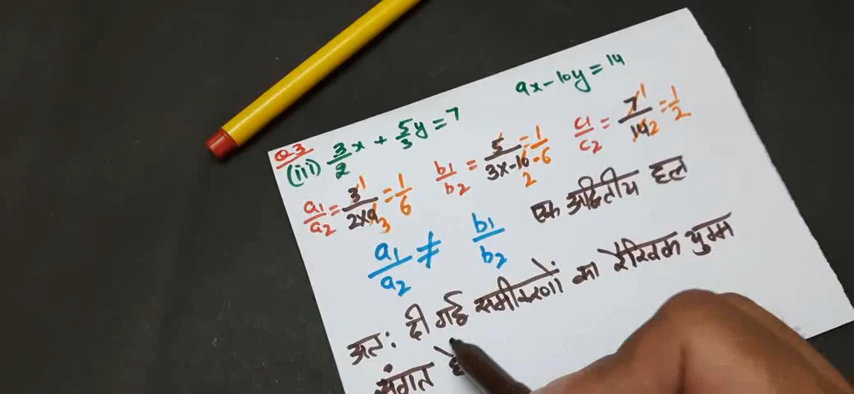 Q.3
(iii) 3/2 x + 5/3 y = 7   9x - 10y = 14
a1/a2 = 3/2×9 = 1/6   b1/b2 = 5/3×-10 = 1/-6   c1/c2 = 7/14 = 1/2
a1/a2 ≠ b1/b2   एक अद्वितीय हल
अतः दी गई समीकरणों का रैखिक युग्म
संगत है